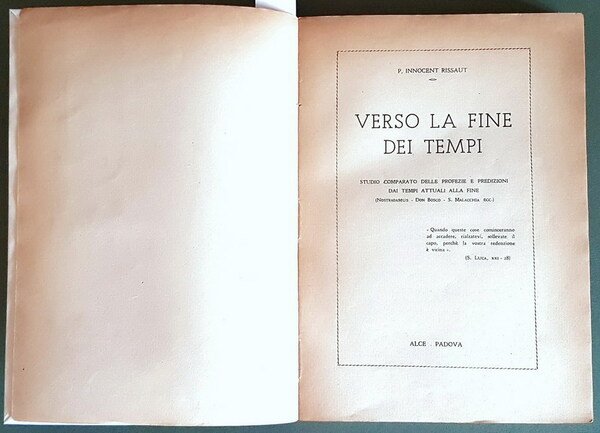 P. INNOCENT RISSAUT
VERSO LA FINE
DEI TEMPI
STUDIO COMPARATO DELLE PROFEZIE E PREDIZIONI
DAI TEMPI ATTUALI ALLA FINE
(NOSTRADAMUS - DON BOSCO - S. MALACCHIA ECC.)
« Quando queste cose cominceranno
ad accadere, rialzatevi, sollevate il
capo, perchè la vostra redenzione
è vicina ».
(S. LUCA, XXI - 28)
ALCE - PADOVA